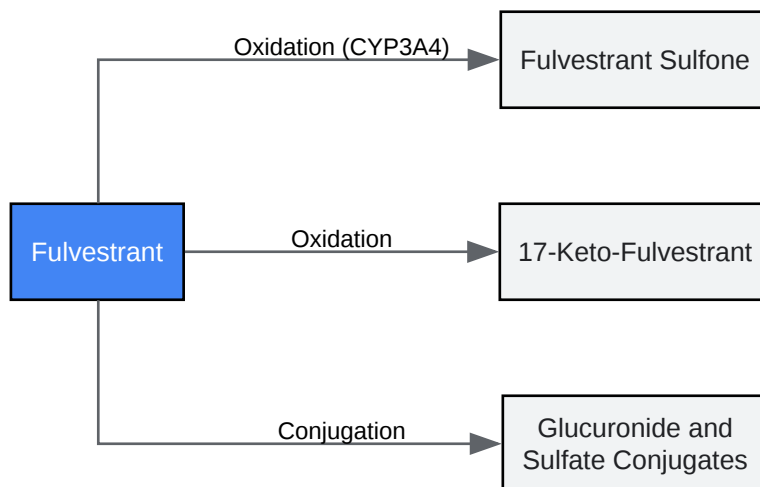 Oxidation (CYP3A4)
Fulvestrant Sulfone
Fulvestrant
Oxidation
17-Keto-Fulvestrant
Conjugation
Glucuronide and
Sulfate Conjugates